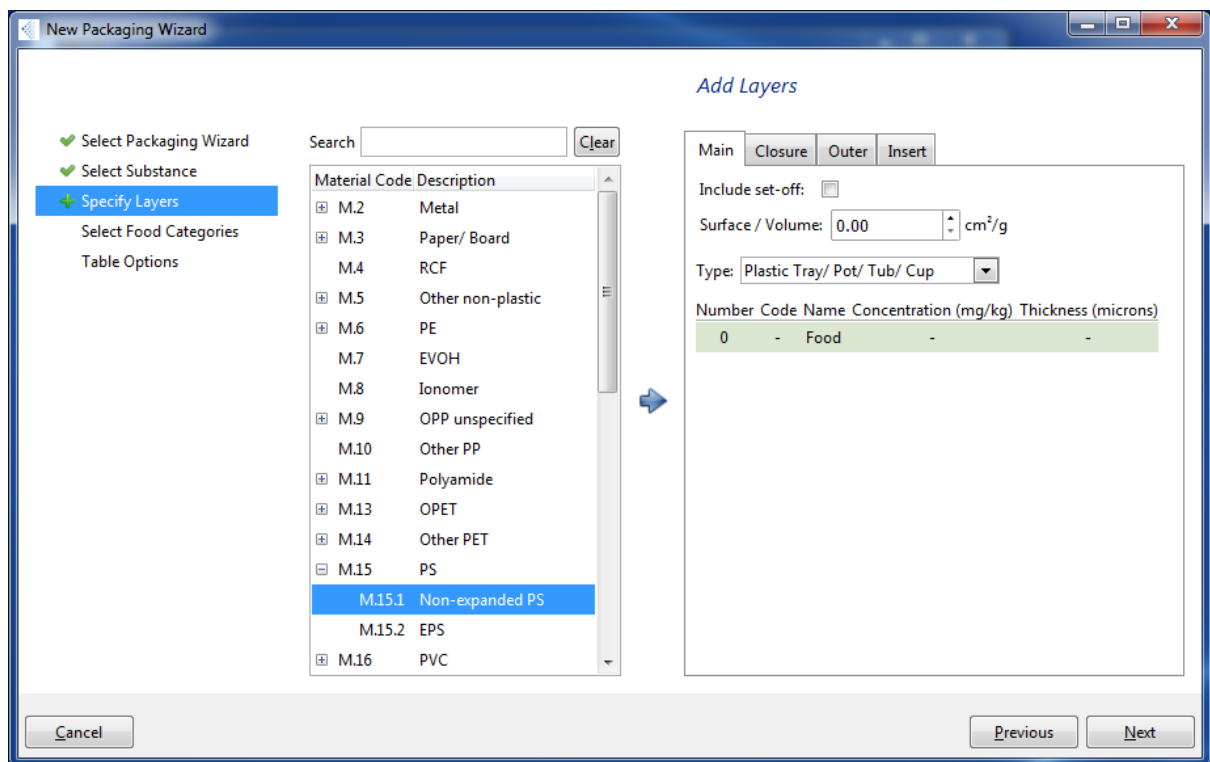 New Packaging Wizard
Add Layers
Select Packaging Wizard
Select Substance
Specify Layers
Select Food Categories
Table Options
Search Clear
Material Code Description
M.2 Metal
M.3 Paper/ Board
M.4 RCF
M.5 Other non-plastic
M.6 PE
M.7 EVOH
M.8 Ionomer
M.9 OPP unspecified
M.10 Other PP
M.11 Polyamide
M.13 OPET
M.14 Other PET
M.15 PS
M.15.1 Non-expanded PS
M.15.2 EPS
M.16 PVC
Main Closure Outer Insert
Include set-off:
Surface / Volume: 0.00 cm²/g
Type: Plastic Tray/ Pot/ Tub/ Cup
Number Code Name Concentration (mg/kg) Thickness (microns)
0 - Food - -
Cancel Previous Next